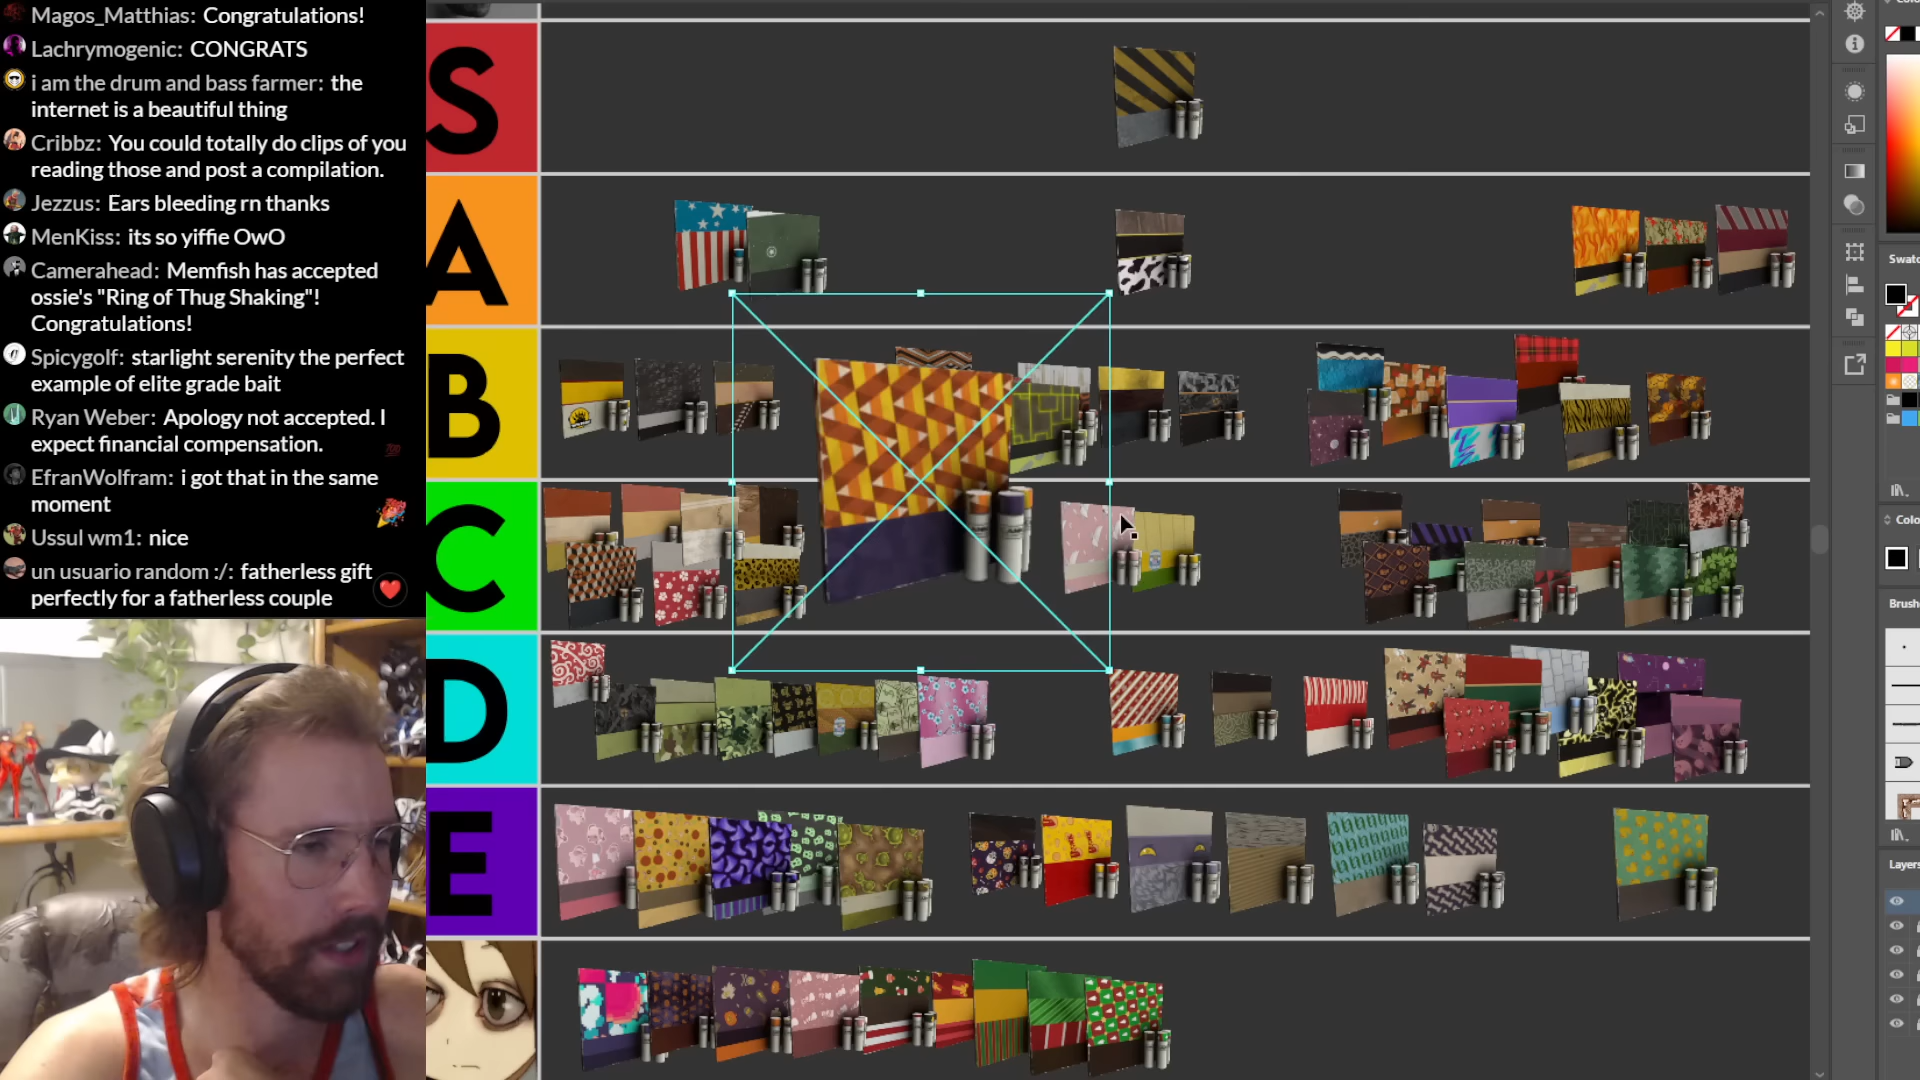 Magos_Matthias: Congratulations!
Lachrymogenic: CONGRATS
i am the drum and bass farmer: the
internet is a beautiful thing
Cribbz: You could totally do clips of you
reading those and post a compilation.
Jezzus: Ears bleeding rn thanks
MenKiss: its so yiffie OwO
Camerahead: Memfish has accepted
ossie's "Ring of Thug Shaking"!
Congratulations!
Spicygolf: starlight serenity the perfect
example of elite grade bait
Ryan Weber: Apology not accepted. I
expect financial compensation.
EfranWolfram: i got that in the same
moment
Ussul wm1: nice
un usuario random :/: fatherless gift
perfectly for a fatherless couple
S
A
B
C
D
E
Swatc
Colo
Brushe
Layers